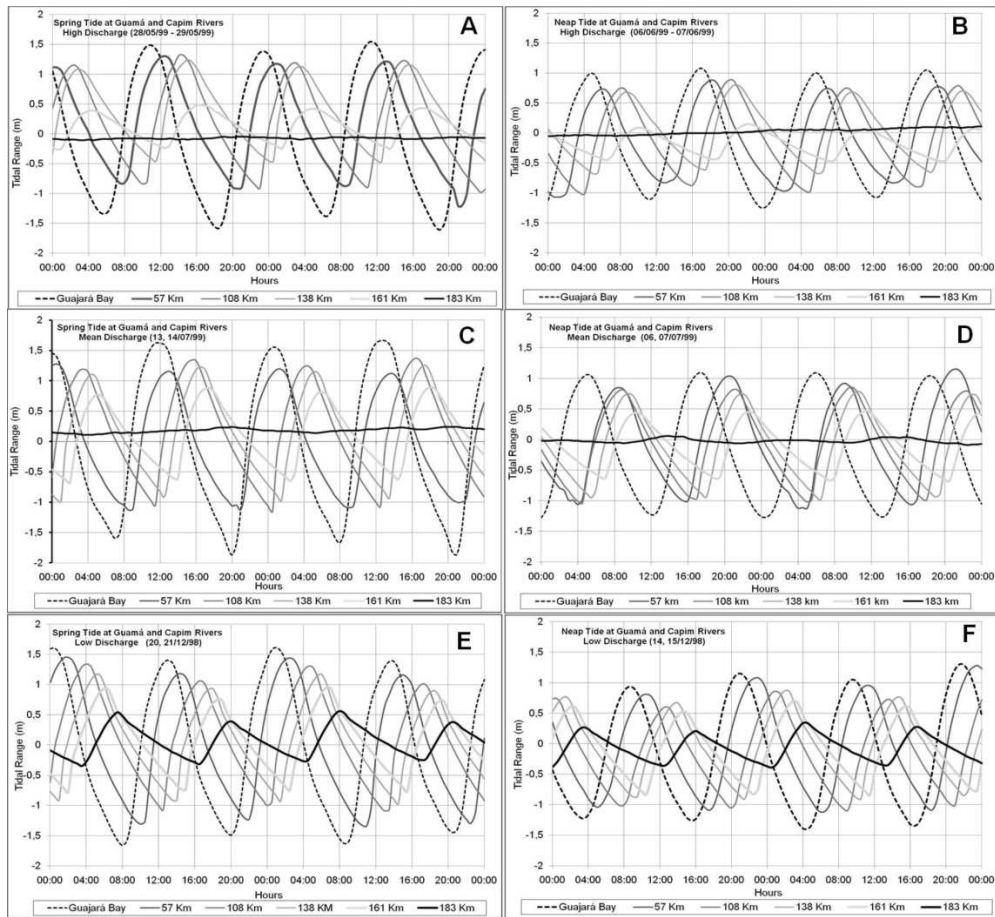 Spring Tide at Guamá and Capim Rivers
High Discharge (28/05/99 - 29/05/99)
A
Tidal Range (m)
2
1,5
1
0,5
0
-0,5
-1
-1,5
-2
00:00 04:00 08:00 12:00 16:00 20:00 00:00 04:00 08:00 12:00 16:00 20:00 00:00
Hours
Guajará Bay 57 Km 108 Km 138 Km 161 Km 183 Km
Neap Tide at Guamá and Capim Rivers
High Discharge (06/06/99 - 07/06/99)
B
Tidal Range (m)
2
1,5
1
0,5
0
-0,5
-1
-1,5
-2
00:00 04:00 08:00 12:00 16:00 20:00 00:00 04:00 08:00 12:00 16:00 20:00 00:00
Hours
Guajará Bay 57 Km 108 Km 138 Km 161 Km 183 Km
Spring Tide at Guamá and Capim Rivers
Mean Discharge (13, 14/07/99)
C
Tidal Range (m)
2
1,5
1
0,5
0
-0,5
-1
-1,5
-2
00:00 04:00 08:00 12:00 16:00 20:00 00:00 04:00 08:00 12:00 16:00 20:00 00:00
Hours
Guajará Bay 57 Km 108 Km 138 Km 161 Km 183 Km
Neap Tide at Guamá and Capim Rivers
Mean Discharge (06, 07/07/99)
D
Tidal Range (m)
2
1,5
1
0,5
0
-0,5
-1
-1,5
-2
00:00 04:00 08:00 12:00 16:00 20:00 00:00 04:00 08:00 12:00 16:00 20:00 00:00
Hours
Guajará Bay 57 km 108 km 138 km 161 km 183 km
Spring Tide at Guamá and Capim Rivers
Low Discharge (20, 21/12/98)
E
Tidal Range (m)
2
1,5
1
0,5
0
-0,5
-1
-1,5
-2
00:00 04:00 08:00 12:00 16:00 20:00 00:00 04:00 08:00 12:00 16:00 20:00 00:00
Hours
Guajará Bay 57 Km 108 Km 138 KM 161 Km 183 Km
Neap Tide at Guamá and Capim Rivers
Low Discharge (14, 15/12/98)
F
Tidal Range (m)
2
1,5
1
0,5
0
-0,5
-1
-1,5
-2
00:00 04:00 08:00 12:00 16:00 20:00 00:00 04:00 08:00 12:00 16:00 20:00 00:00
Hours
Guajará Bay 57 Km 108 Km 138 Km 161 Km 183 Km